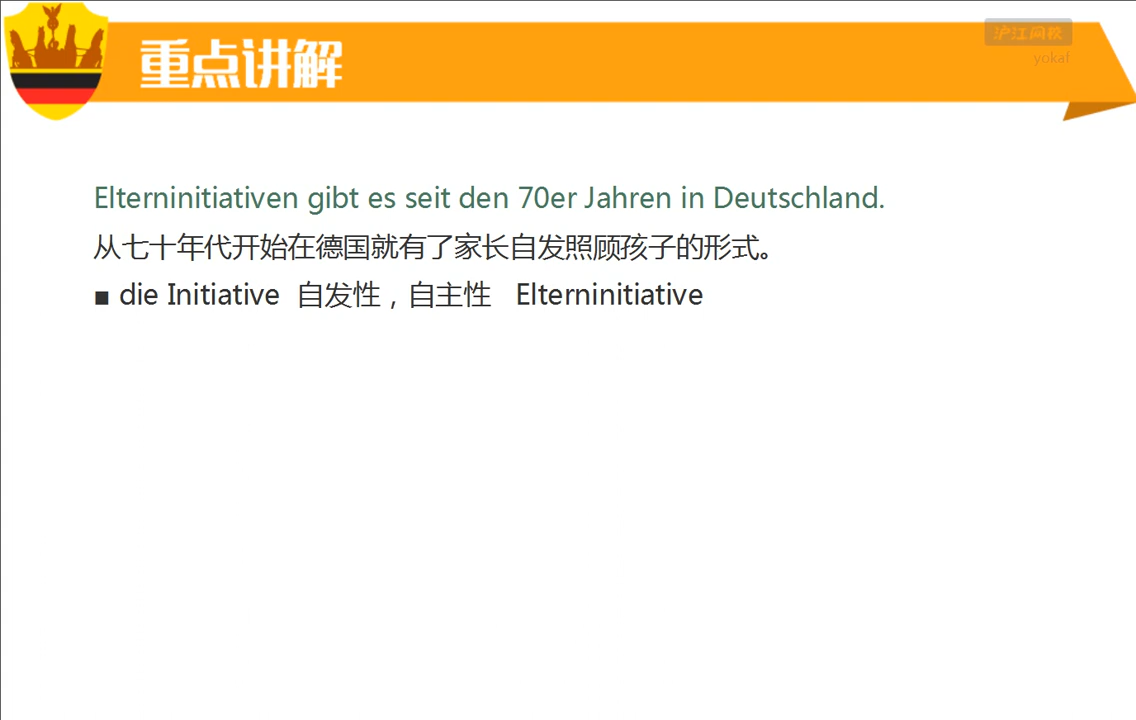 重点讲解
沪江网校
yokaf
Elterninitiativen gibt es seit den 70er Jahren in Deutschland.
从七十年代开始在德国就有了家长自发照顾孩子的形式。
■ die Initiative 自发性，自主性 Elterninitiative